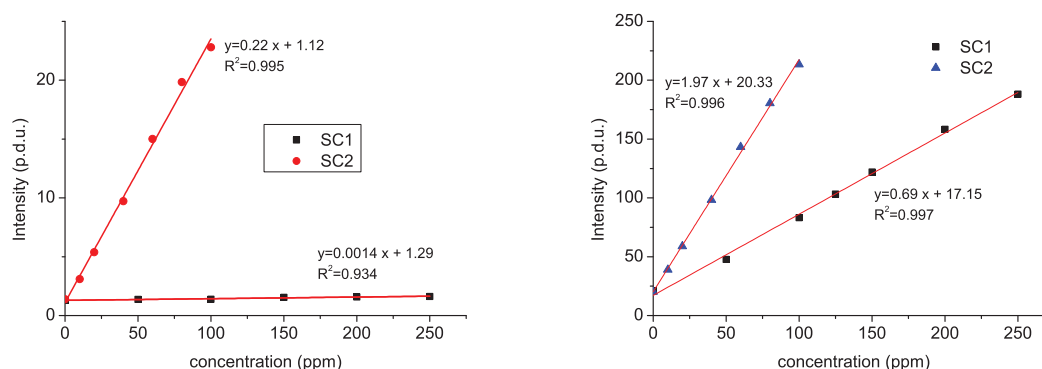 y=0.22 x + 1.12
R²=0.995
SC1
SC2
y=0.0014 x + 1.29
R²=0.934
Intensity (p.d.u.)
0
10
20
0
50
100
150
200
250
concentration (ppm)
SC1
SC2
y=1.97 x + 20.33
R²=0.996
y=0.69 x + 17.15
R²=0.997
Intensity (p.d.u.)
0
50
100
150
200
250
0
50
100
150
200
250
concentration (ppm)